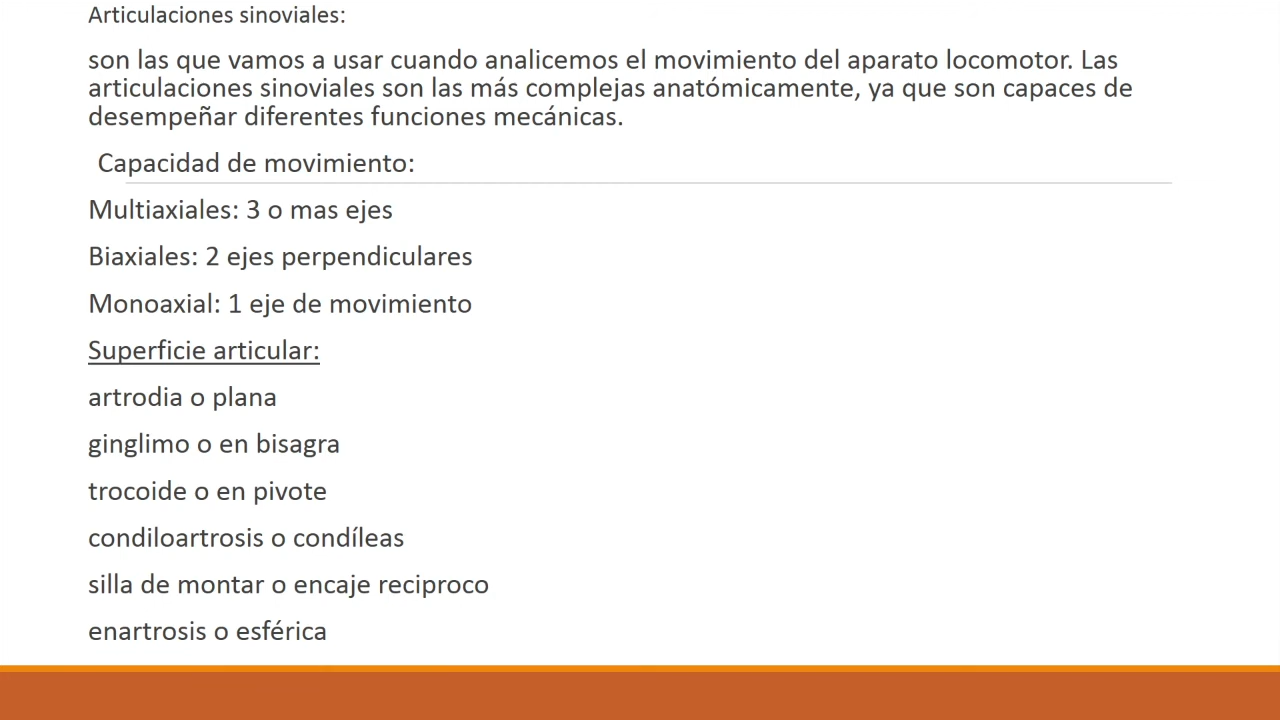 Articulaciones sinoviales:
son las que vamos a usar cuando analicemos el movimiento del aparato locomotor. Las
articulaciones sinoviales son las más complejas anatómicamente, ya que son capaces de
desempeñar diferentes funciones mecánicas.
Capacidad de movimiento:
Multiaxiales: 3 o mas ejes
Biaxiales: 2 ejes perpendiculares
Monoaxial: 1 eje de movimiento
Superficie articular:
artrodia o plana
ginglimo o en bisagra
trocoide o en pivote
condiloartrosis o condíleas
silla de montar o encaje reciproco
enartrosis o esférica